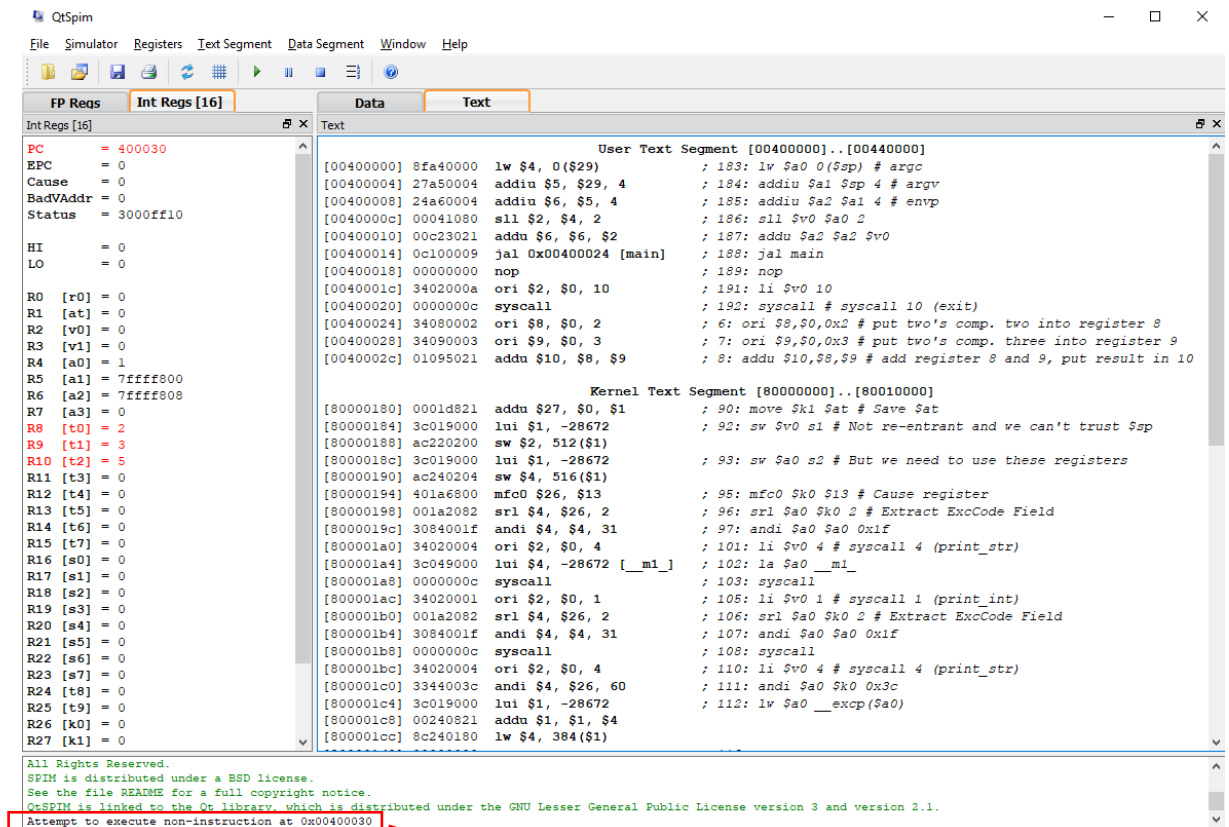 QtSpim
File Simulator Registers Text Segment Data Segment Window Help
FP Regs Int Regs [16]
Int Regs [16]
PC = 400030
EPC = 0
Cause = 0
BadVAddr = 0
Status = 3000ff10
HI = 0
LO = 0
R0 [r0] = 0
R1 [at] = 0
R2 [v0] = 0
R3 [v1] = 0
R4 [a0] = 1
R5 [a1] = 7ffff800
R6 [a2] = 7ffff808
R7 [a3] = 0
R8 [t0] = 2
R9 [t1] = 3
R10 [t2] = 5
R11 [t3] = 0
R12 [t4] = 0
R13 [t5] = 0
R14 [t6] = 0
R15 [t7] = 0
R16 [s0] = 0
R17 [s1] = 0
R18 [s2] = 0
R19 [s3] = 0
R20 [s4] = 0
R21 [s5] = 0
R22 [s6] = 0
R23 [s7] = 0
R24 [t8] = 0
R25 [t9] = 0
R26 [k0] = 0
R27 [k1] = 0
Data Text
Text
User Text Segment [00400000]..[00440000]
[00400000] 8fa40000 lw $4, 0($29) ; 183: lw $a0 0($sp) # argc
[00400004] 27a50004 addiu $5, $29, 4 ; 184: addiu $a1 $sp 4 # argv
[00400008] 24a60004 addiu $6, $5, 4 ; 185: addiu $a2 $a1 4 # envp
[0040000c] 00041080 sll $2, $4, 2 ; 186: sll $v0 $a0 2
[00400010] 00c23021 addu $6, $6, $2 ; 187: addu $a2 $a2 $v0
[00400014] 0c100009 jal 0x00400024 [main] ; 188: jal main
[00400018] 00000000 nop ; 189: nop
[0040001c] 3402000a ori $2, $0, 10 ; 191: li $v0 10
[00400020] 0000000c syscall ; 192: syscall # syscall 10 (exit)
[00400024] 34080002 ori $8, $0, 2 ; 6: ori $8,$0,0x2 # put two's comp. two into register 8
[00400028] 34090003 ori $9, $0, 3 ; 7: ori $9,$0,0x3 # put two's comp. three into register 9
[0040002c] 01095021 addu $10, $8, $9 ; 8: addu $10,$8,$9 # add register 8 and 9, put result in 10
Kernel Text Segment [80000000]..[80010000]
[80000180] 0001d821 addu $27, $0, $1 ; 90: move $k1 $at # Save $at
[80000184] 3c019000 lui $1, -28672 ; 92: sw $v0 s1 # Not re-entrant and we can't trust $sp
[80000188] ac220200 sw $2, 512($1)
[8000018c] 3c019000 lui $1, -28672 ; 93: sw $a0 s2 # But we need to use these registers
[80000190] ac240204 sw $4, 516($1)
[80000194] 401a6800 mfc0 $26, $13 ; 95: mfc0 $k0 $13 # Cause register
[80000198] 001a2082 srl $4, $26, 2 ; 96: srl $a0 $k0 2 # Extract ExcCode Field
[8000019c] 3084001f andi $4, $4, 31 ; 97: andi $a0 $a0 0x1f
[800001a0] 34020004 ori $2, $0, 4 ; 101: li $v0 4 # syscall 4 (print_str)
[800001a4] 3c049000 lui $4, -28672 [__m1_] ; 102: la $a0 __m1_
[800001a8] 0000000c syscall ; 103: syscall
[800001ac] 34020001 ori $2, $0, 1 ; 105: li $v0 1 # syscall 1 (print_int)
[800001b0] 001a2082 srl $4, $26, 2 ; 106: srl $a0 $k0 2 # Extract ExcCode Field
[800001b4] 3084001f andi $4, $4, 31 ; 107: andi $a0 $a0 0x1f
[800001b8] 0000000c syscall ; 108: syscall
[800001bc] 34020004 ori $2, $0, 4 ; 110: li $v0 4 # syscall 4 (print_str)
[800001c0] 3344003c andi $4, $26, 60 ; 111: andi $a0 $k0 0x3c
[800001c4] 3c019000 lui $1, -28672 ; 112: lw $a0 __excp($a0)
[800001c8] 00240821 addu $1, $1, $4
[800001cc] 8c240180 lw $4, 384($1)
All Rights Reserved.
SPIM is distributed under a BSD license.
See the file README for a full copyright notice.
QtSPIM is linked to the Qt library, which is distributed under the GNU Lesser General Public License version 3 and version 2.1.
Attempt to execute non-instruction at 0x00400030